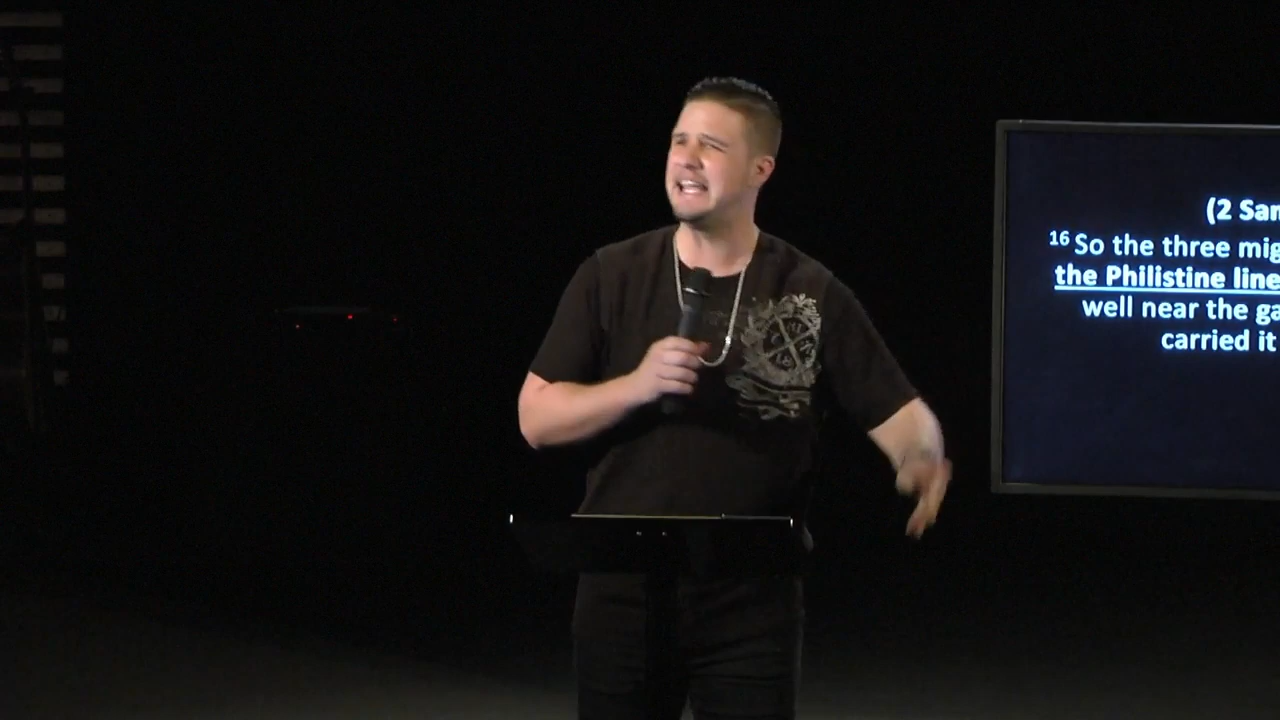 (2 Sam
16 So the three mig
the Philistine line
well near the ga
carried it